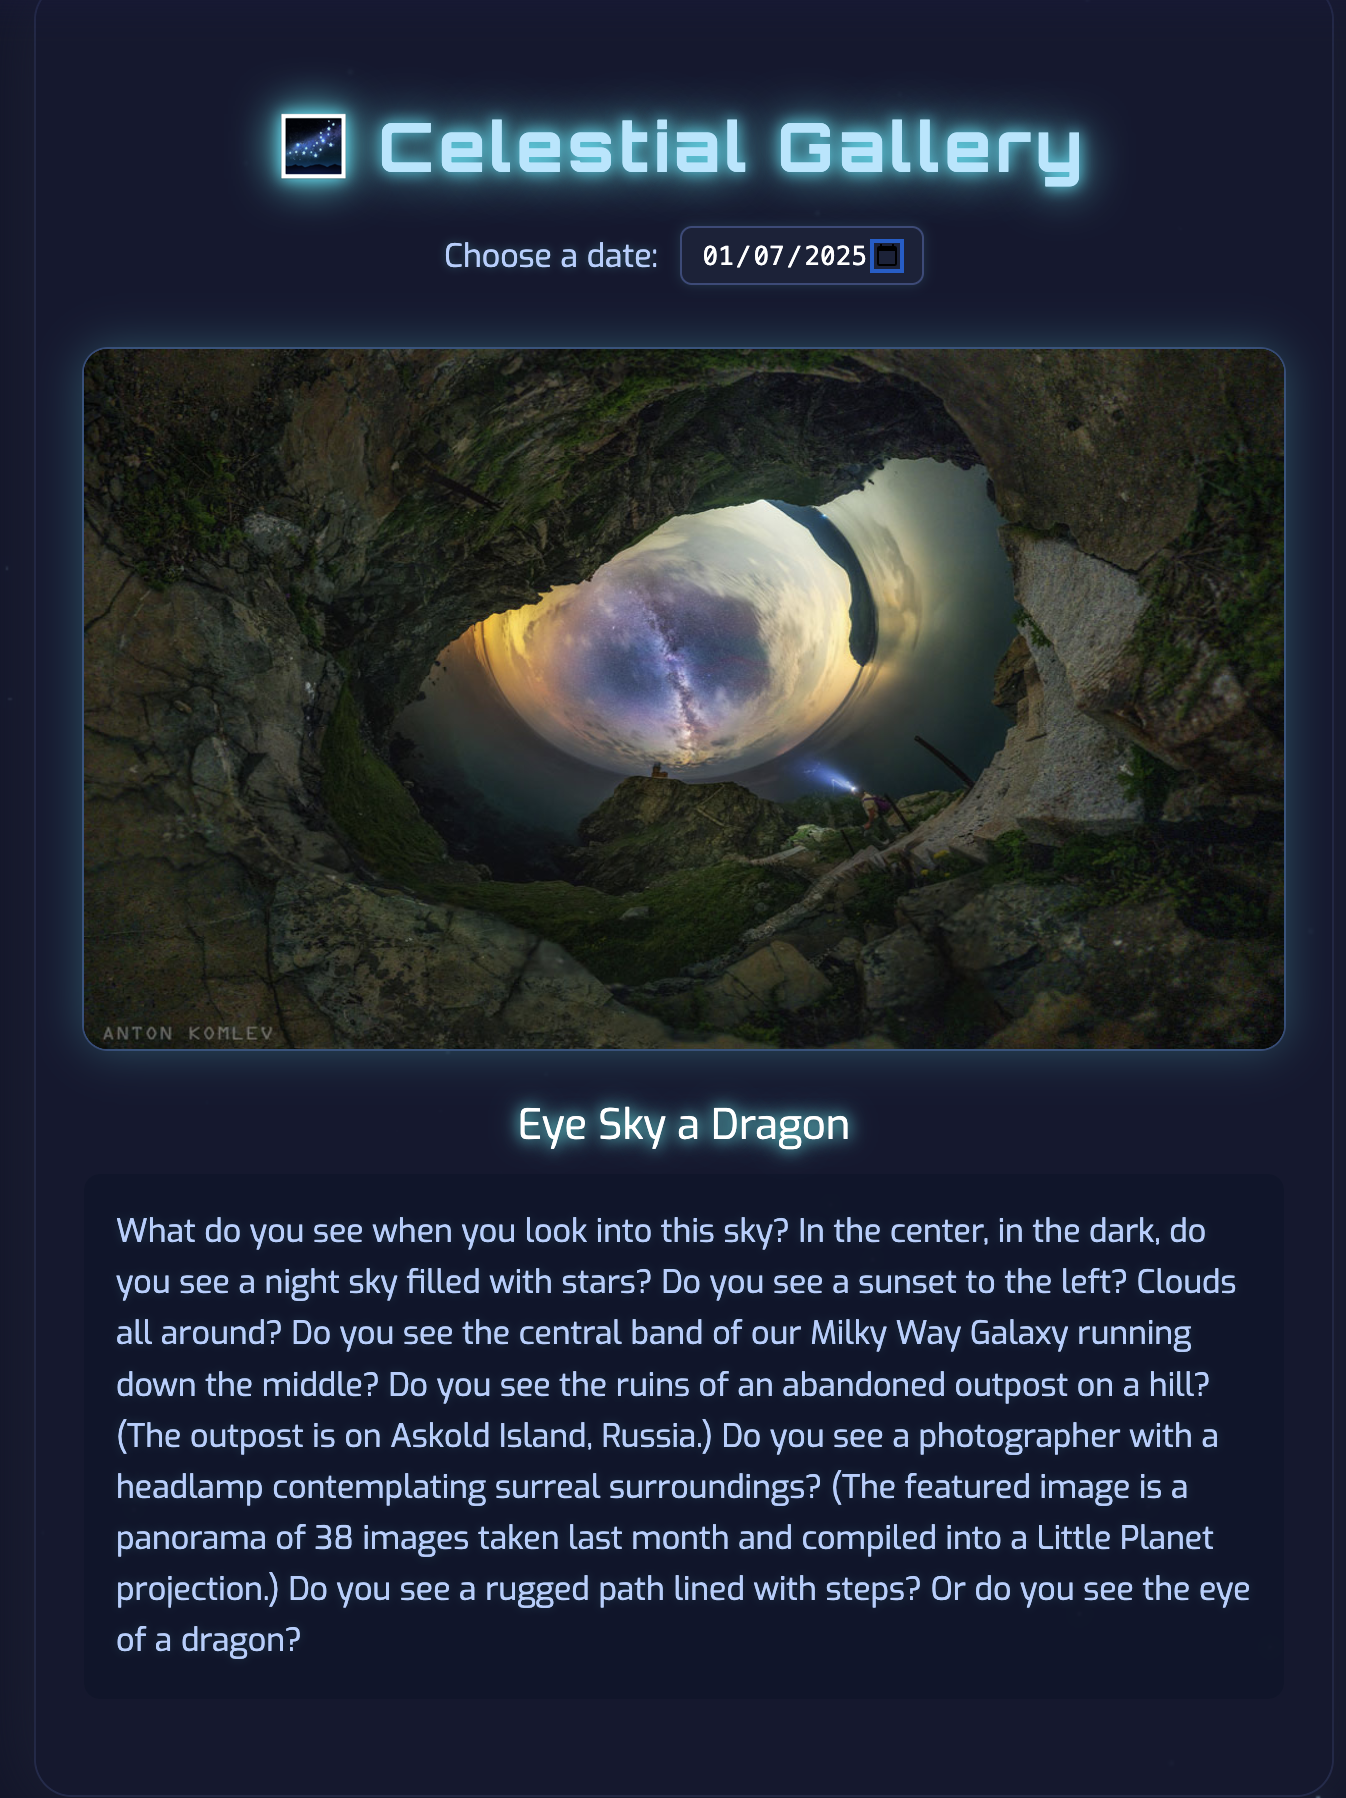 Celestial Gallery
Choose a date: 01/07/2025
ANTON KOMLEV
Eye Sky a Dragon
What do you see when you look into this sky? In the center, in the dark, do
you see a night sky filled with stars? Do you see a sunset to the left? Clouds
all around? Do you see the central band of our Milky Way Galaxy running
down the middle? Do you see the ruins of an abandoned outpost on a hill?
(The outpost is on Askold Island, Russia.) Do you see a photographer with a
headlamp contemplating surreal surroundings? (The featured image is a
panorama of 38 images taken last month and compiled into a Little Planet
projection.) Do you see a rugged path lined with steps? Or do you see the eye
of a dragon?